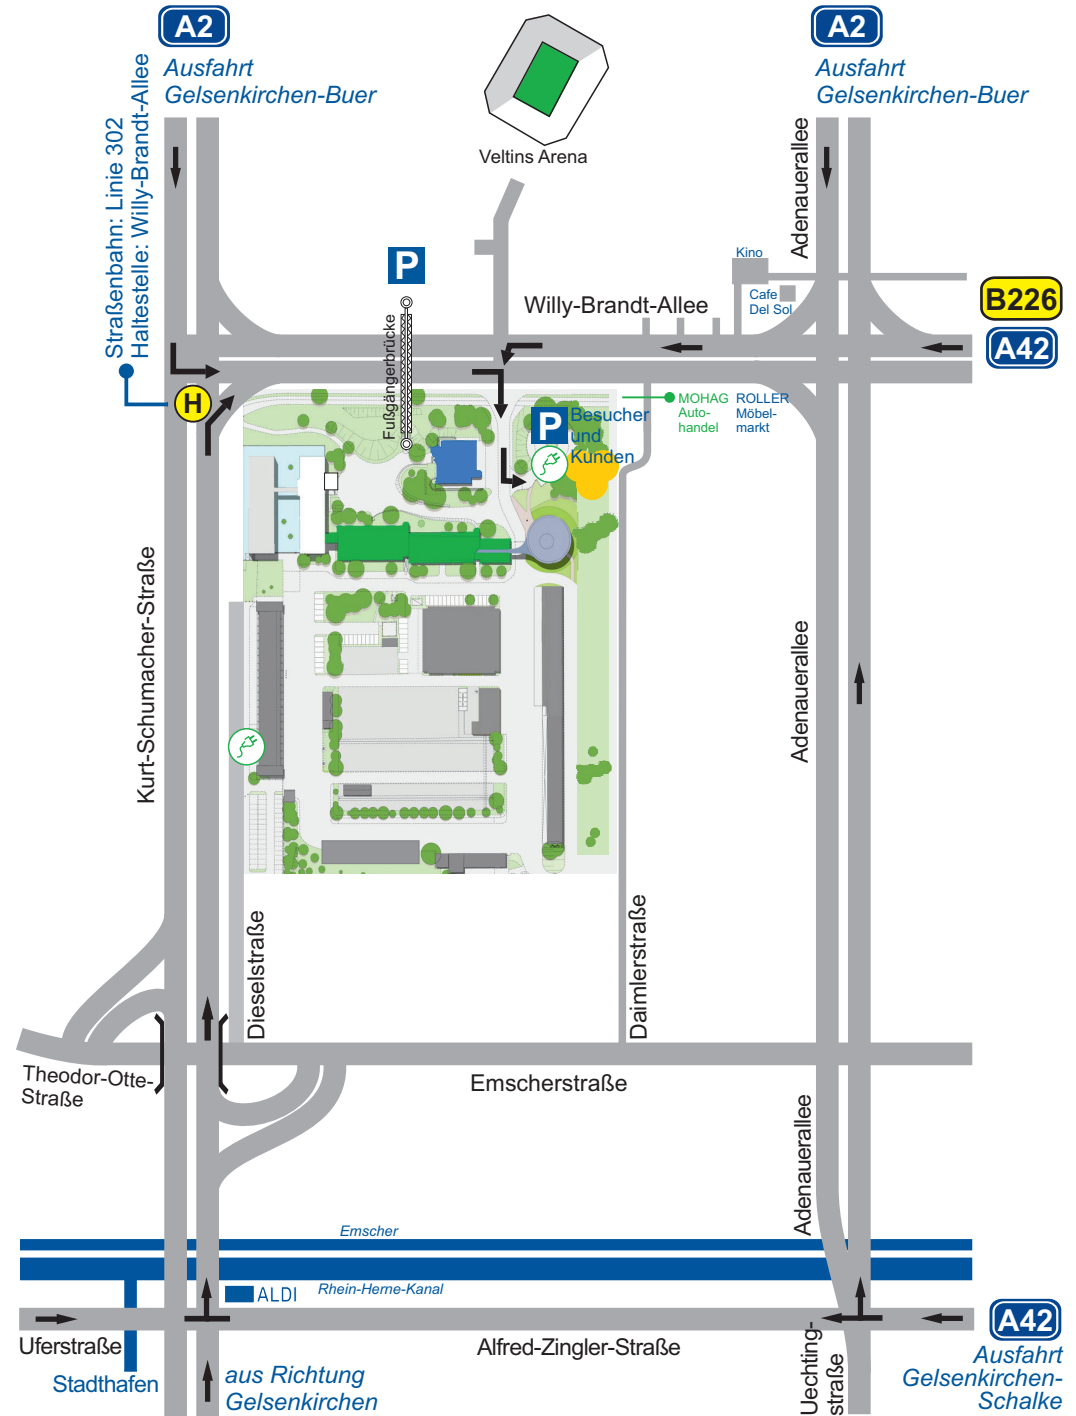 A2
Ausfahrt
Gelsenkirchen-Buer
A2
Ausfahrt
Gelsenkirchen-Buer
Straßenbahn: Linie 302
Haltestelle: Willy-Brandt-Allee
Veltins Arena
Adenauerallee
P
Kino
Cafe
Del Sol
Willy-Brandt-Allee
B226
A42
Fußgängerbrücke
H
P
Besucher
und
Kunden
MOHAG
Auto-
handel
ROLLER
Möbel-
markt
Kurt-Schumacher-Straße
Adenauerallee
Dieselstraße
Daimlerstraße
Theodor-Otte-
Straße
Emscherstraße
Adenauerallee
Emscher
Rhein-Herne-Kanal
ALDI
Uferstraße
Alfred-Zingler-Straße
Uechting-
straße
A42
Ausfahrt
Gelsenkirchen-
Schalke
Stadthafen
aus Richtung
Gelsenkirchen